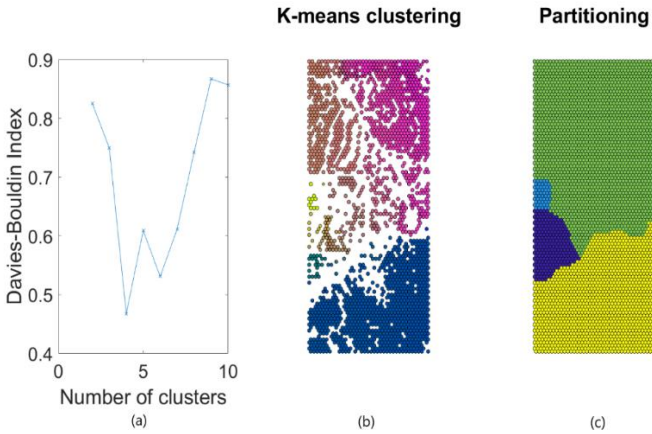 K-means clustering
Partitioning
0.9
0.8
0.7
0.6
0.5
0.4
Davies-Bouldin Index
0
5
10
Number of clusters
(a)
(b)
(c)